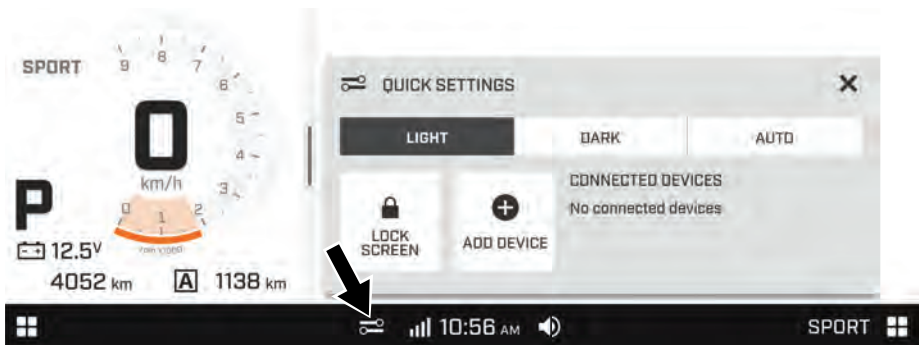 SPORT
9 8 7 6 5 4 3 2 1 0
0
km/h
P
12.5V
4052 km A 1138 km
QUICK SETTINGS
LIGHT DARK AUTO
LOCK
SCREEN
ADD DEVICE
CONNECTED DEVICES
No connected devices
10:56 AM
SPORT